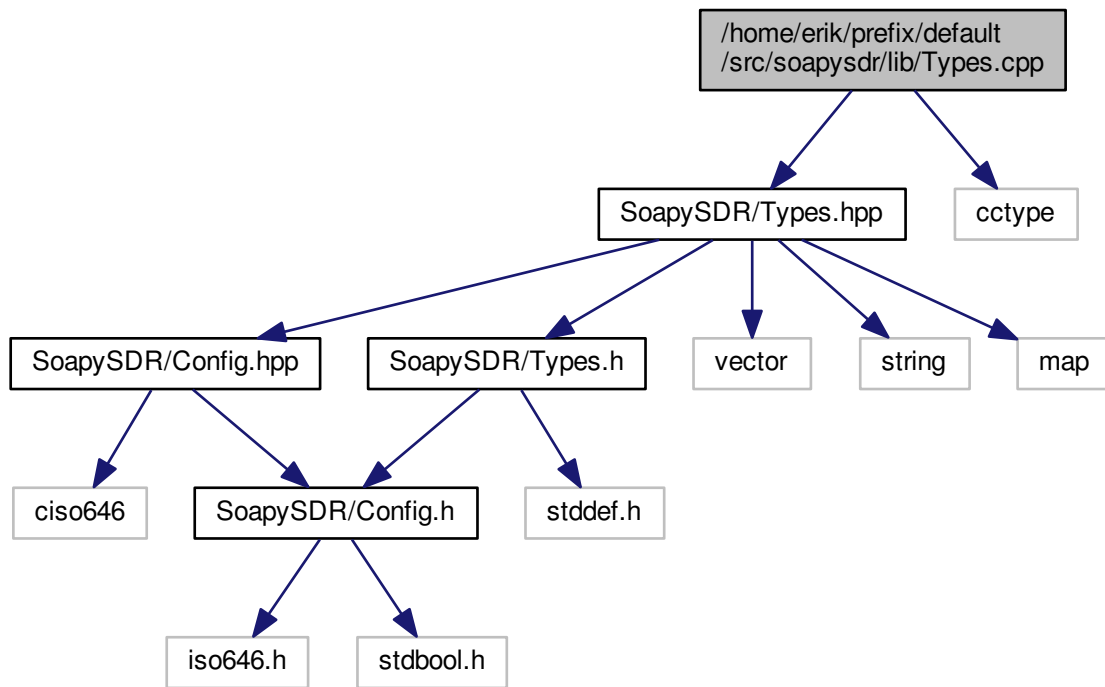 /home/erik/prefix/default
/src/soapysdr/lib/Types.cpp
SoapySDR/Types.hpp
cctype
SoapySDR/Config.hpp
SoapySDR/Types.h
vector
string
map
ciso646
SoapySDR/Config.h
stddef.h
iso646.h
stdbool.h